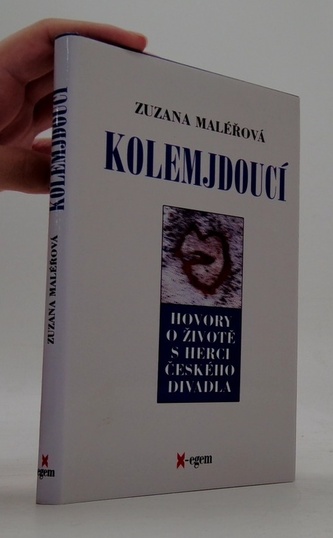 ZUZANA MALÉŘOVÁ
KOLEMJDOUCÍ
HOVORY
O ŽIVOTĚ
S HERCI
ČESKÉHO
DIVADLA
X-egem
ZUZANA MALÉŘOVÁ
KOLEMJDOUCÍ
X
-egem